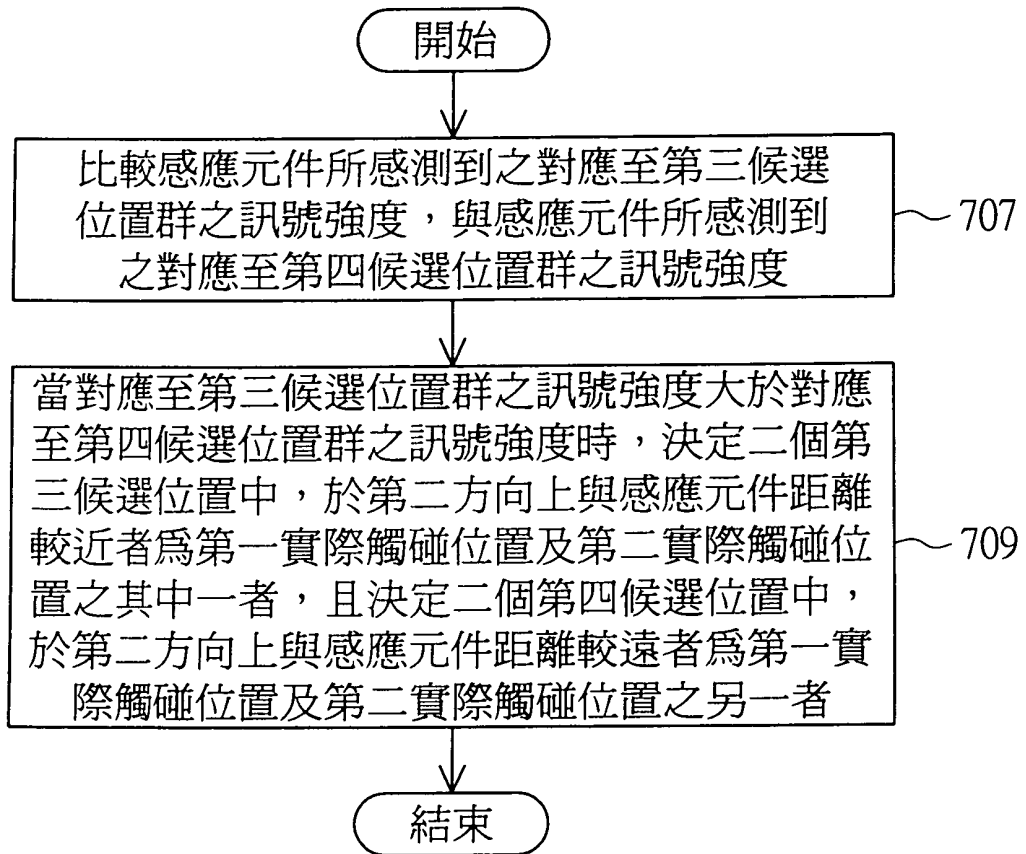 開始
比較感應元件所感測到之對應至第三候選
位置群之訊號強度，與感應元件所感測到
之對應至第四候選位置群之訊號強度
707
當對應至第三候選位置群之訊號強度大於對應
至第四候選位置群之訊號強度時，決定二個第
三候選位置中，於第二方向上與感應元件距離
較近者爲第一實際觸碰位置及第二實際觸碰位
置之其中一者，且決定二個第四候選位置中，
於第二方向上與感應元件距離較遠者爲第一實
際觸碰位置及第二實際觸碰位置之另一者
709
結束